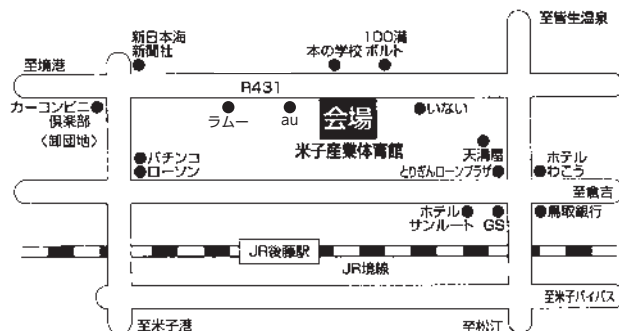 至皆生温泉
新日本海
新聞社
100満
本の学校 ボルト
至境港
R431
カーコンビニ
倶楽部
〈卸団地〉
ラムー
au
会場
いない
米子産業体育館
天満屋
パチンコ
ローソン
とりぎんローンプラザ
ホテル
わこう
至倉吉
ホテル
サンルート
GS
鳥取銀行
JR後藤駅
JR境線
至米子バイパス
至米子港
至松江